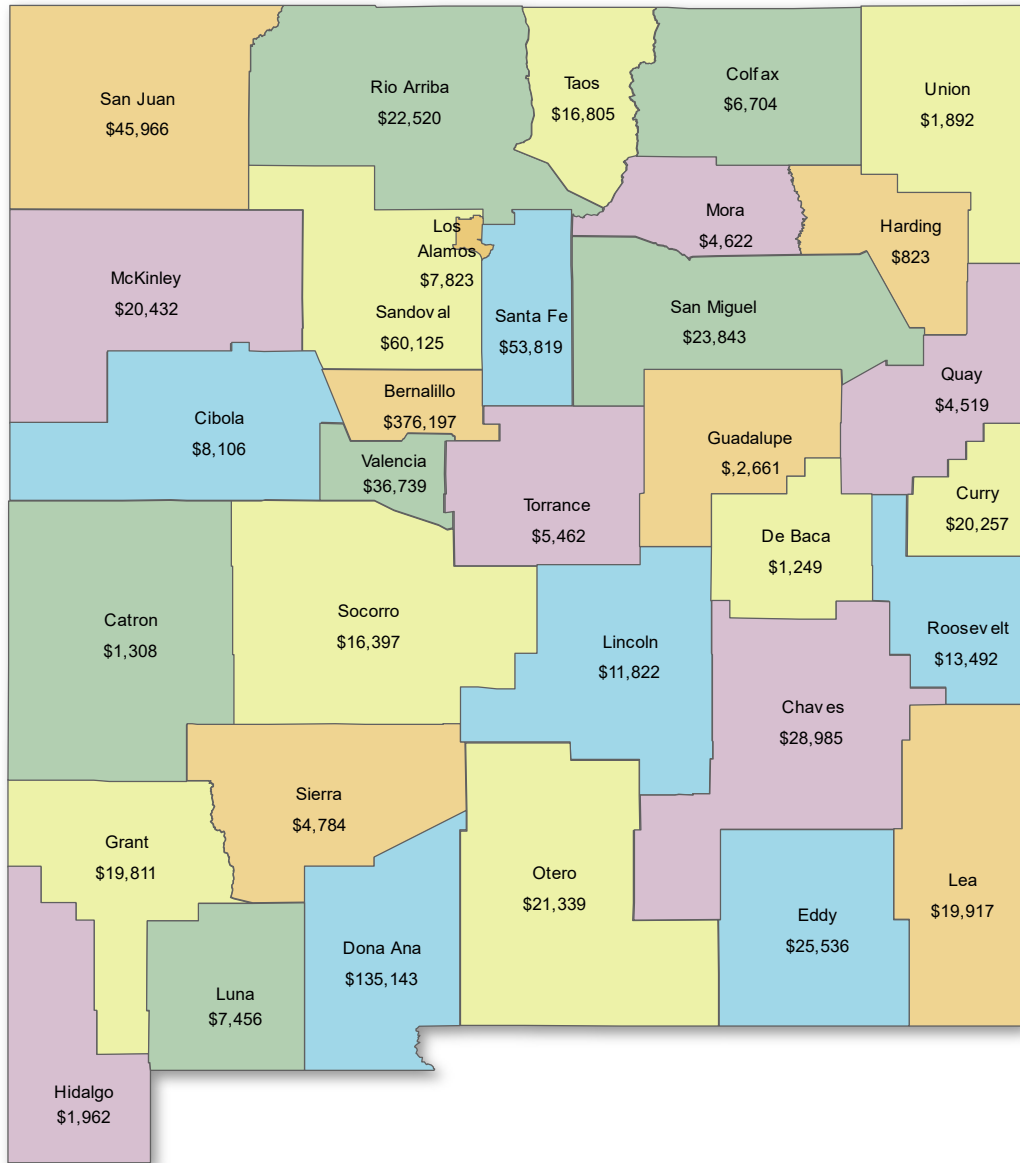 San Juan
$45,966
Rio Arriba
$22,520
Taos
$16,805
Colfax
$6,704
Union
$1,892
Mora
$4,622
Harding
$823
Los
Alamos
$7,823
McKinley
$20,432
Sandoval
$60,125
Santa Fe
$53,819
San Miguel
$23,843
Quay
$4,519
Cibola
$8,106
Bernalillo
$376,197
Guadalupe
$,2,661
Valencia
$36,739
Torrance
$5,462
Curry
$20,257
De Baca
$1,249
Catron
$1,308
Socorro
$16,397
Lincoln
$11,822
Roosevelt
$13,492
Chaves
$28,985
Sierra
$4,784
Grant
$19,811
Otero
$21,339
Lea
$19,917
Eddy
$25,536
Dona Ana
$135,143
Luna
$7,456
Hidalgo
$1,962